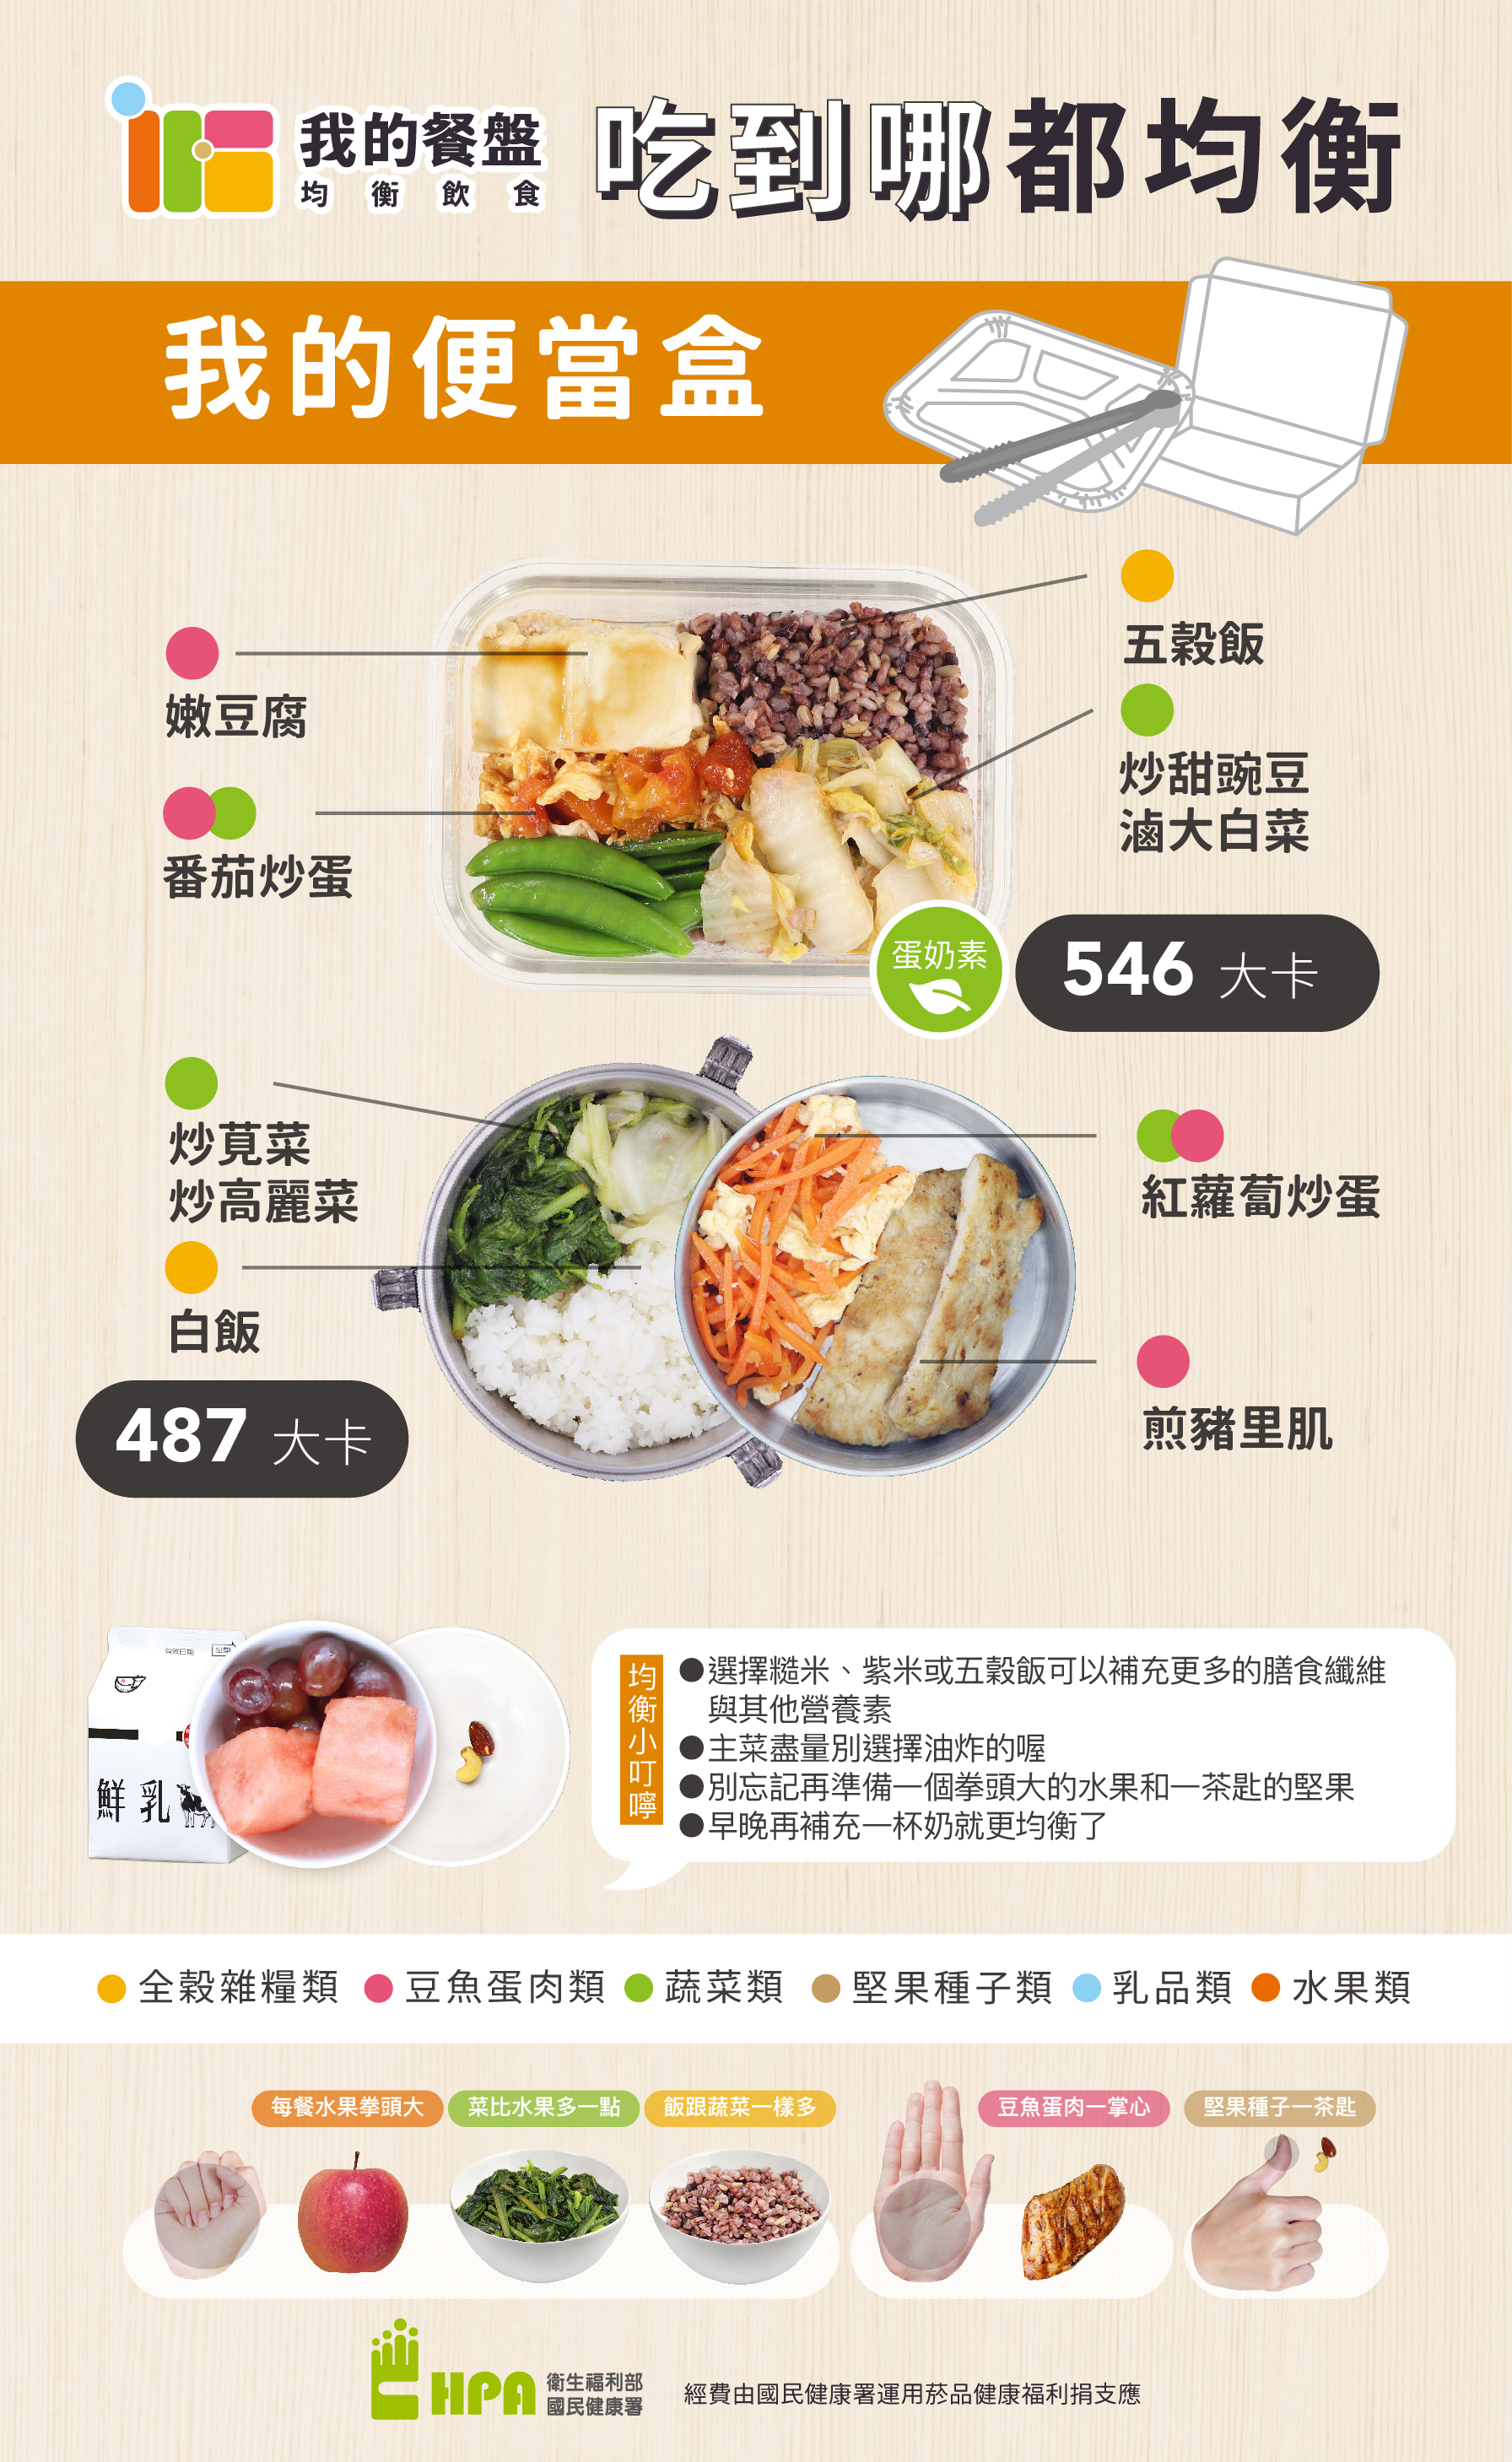 我的餐盤
均衡飲食
吃到哪都均衡
我的便當盒
嫩豆腐
番茄炒蛋
五穀飯
炒甜豌豆
滷大白菜
蛋奶素
546 大卡
炒莧菜
炒高麗菜
白飯
487 大卡
紅蘿蔔炒蛋
煎豬里肌
鮮乳
均衡小叮嚀
●選擇糙米、紫米或五穀飯可以補充更多的膳食纖維
與其他營養素
●主菜盡量別選擇油炸的喔
●別忘記再準備一個拳頭大的水果和一茶匙的堅果
●早晚再補充一杯奶就更均衡了
全穀雜糧類 豆魚蛋肉類 蔬菜類 堅果種子類 乳品類 水果類
每餐水果拳頭大 菜比水果多一點 飯跟蔬菜一樣多 豆魚蛋肉一掌心 堅果種子一茶匙
HPA
衛生福利部
國民健康署
經費由國民健康署運用菸品健康福利捐支應